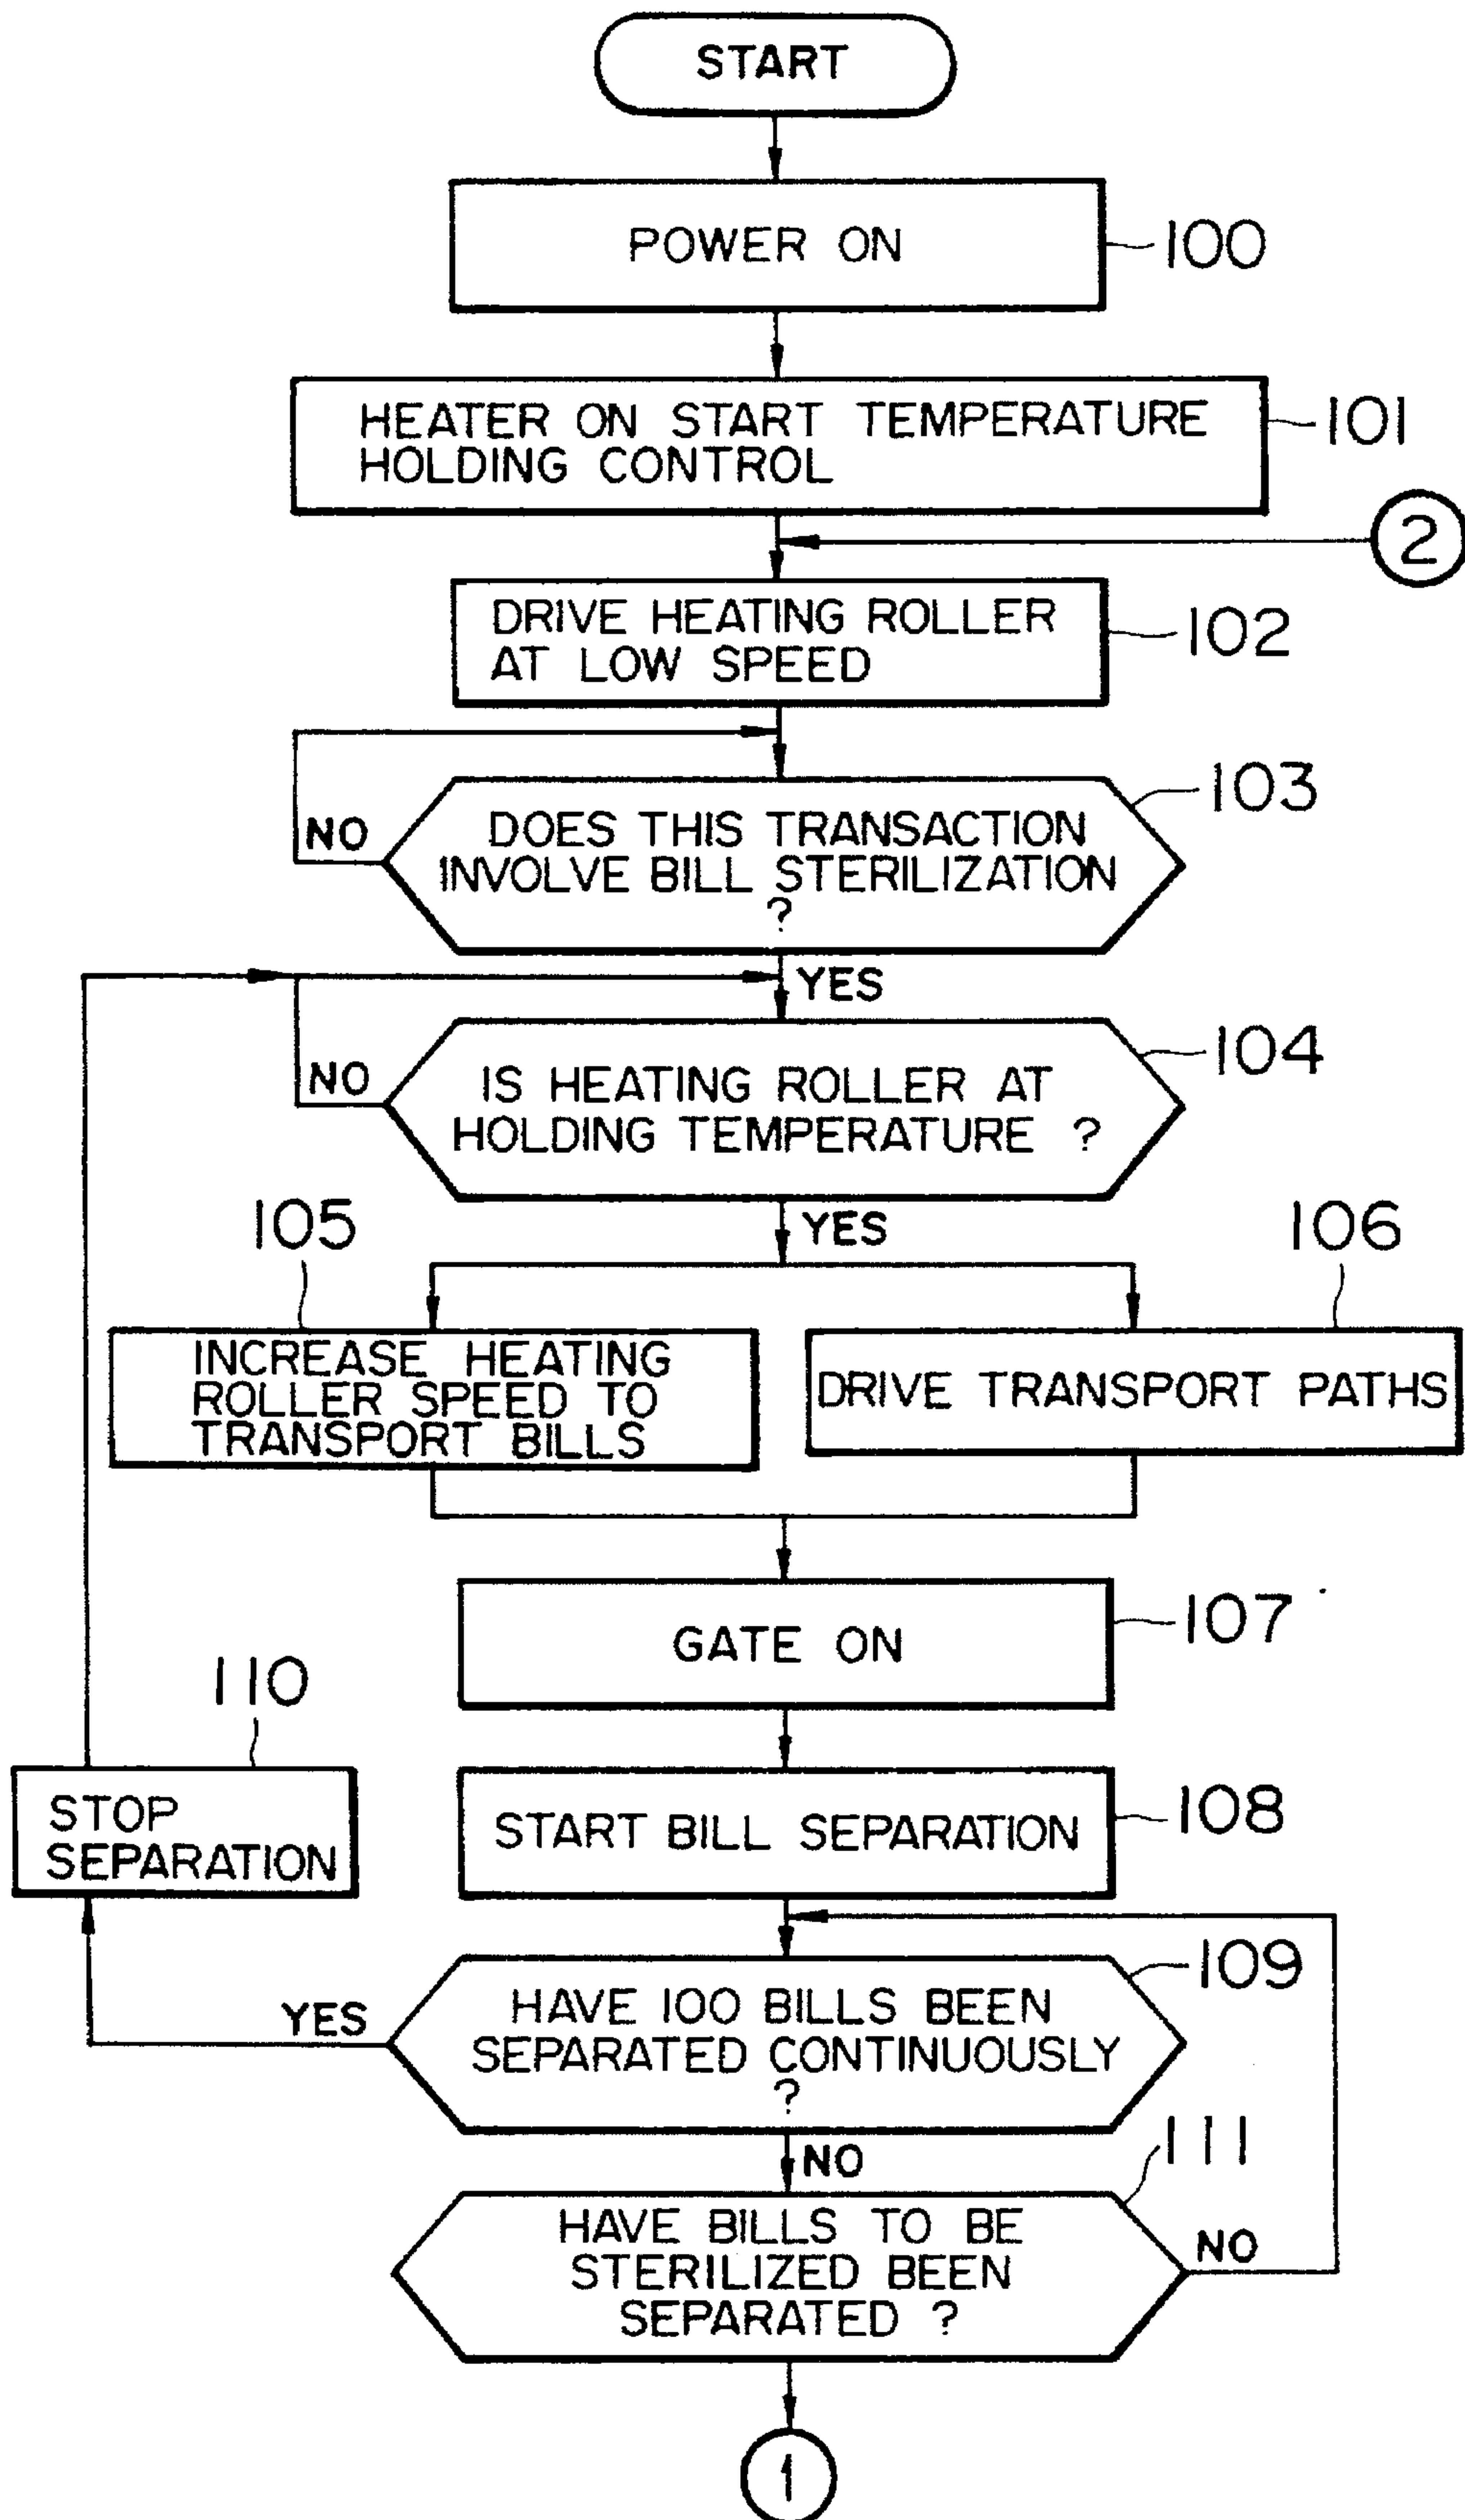 START
POWER ON
100
HEATER ON START TEMPERATURE
HOLDING CONTROL
101
2
DRIVE HEATING ROLLER
AT LOW SPEED
102
103
NO
DOES THIS TRANSACTION
INVOLVE BILL STERILIZATION
?
YES
104
NO
IS HEATING ROLLER AT
HOLDING TEMPERATURE ?
YES
105
106
INCREASE HEATING
ROLLER SPEED TO
TRANSPORT BILLS
DRIVE TRANSPORT PATHS
GATE ON
107
110
STOP
SEPARATION
START BILL SEPARATION
108
109
YES
HAVE 100 BILLS BEEN
SEPARATED CONTINUOUSLY
?
NO
111
HAVE BILLS TO BE
STERILIZED BEEN
SEPARATED ?
NO
1